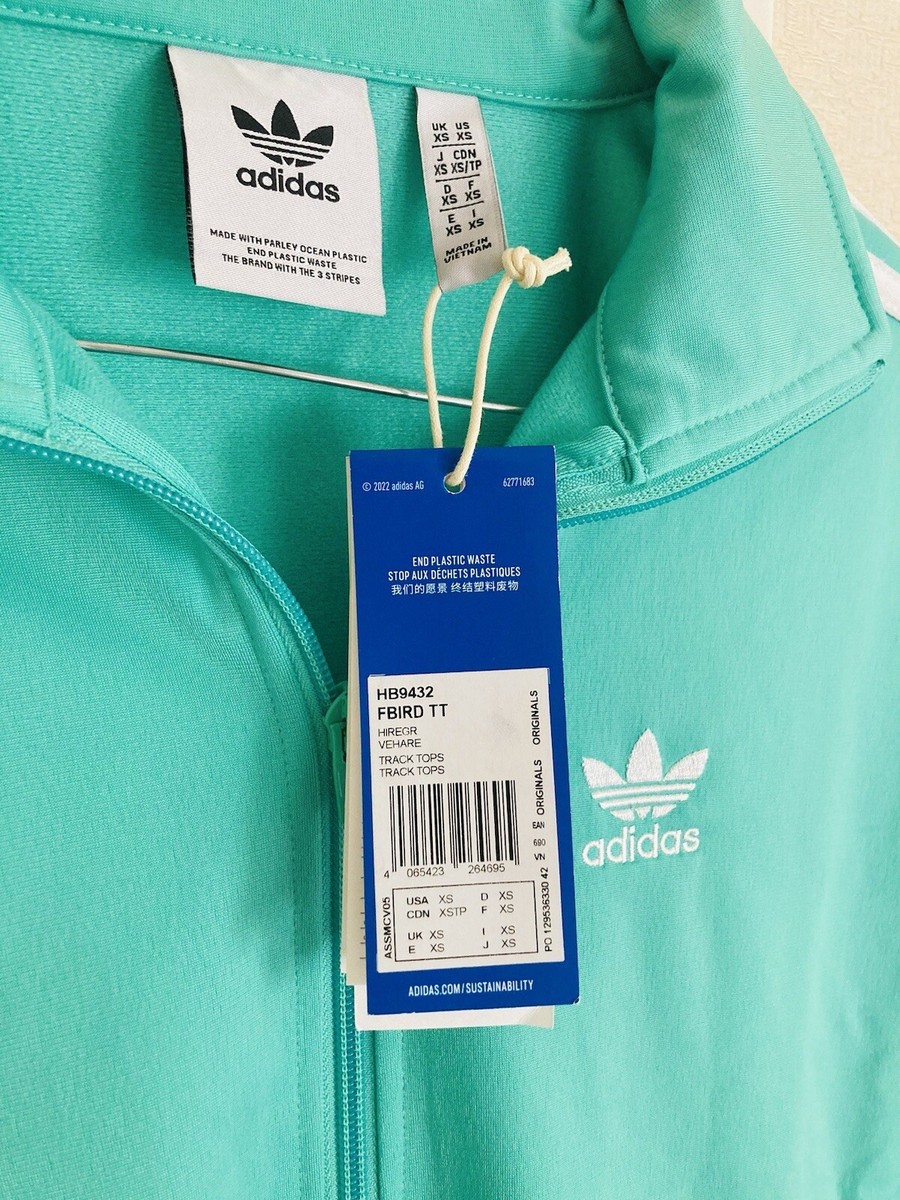 adidas
MADE WITH PARLEY OCEAN PLASTIC
END PLASTIC WASTE
THE BRAND WITH THE 3 STRIPES
UK US
XS XS
J CDN
XS XS/TP
D F
XS XS
E I
XS XS
MADE IN
VIETNAM
© 2022 adidas AG 62771683
END PLASTIC WASTE
STOP AUX DÉCHETS PLASTIQUES
我们的愿景 终结塑料废物
HB9432
FBIRD TT
HIREGR
VEHARE
TRACK TOPS
TRACK TOPS
ORIGINALS
ORIGINALS
EAN
690
VN
4 065423 264695
USA XS D XS
CDN XSTP F XS
UK XS I XS
E XS J XS
ASSMCV05
PO 129536330 42
ADIDAS.COM/SUSTAINABILITY
adidas